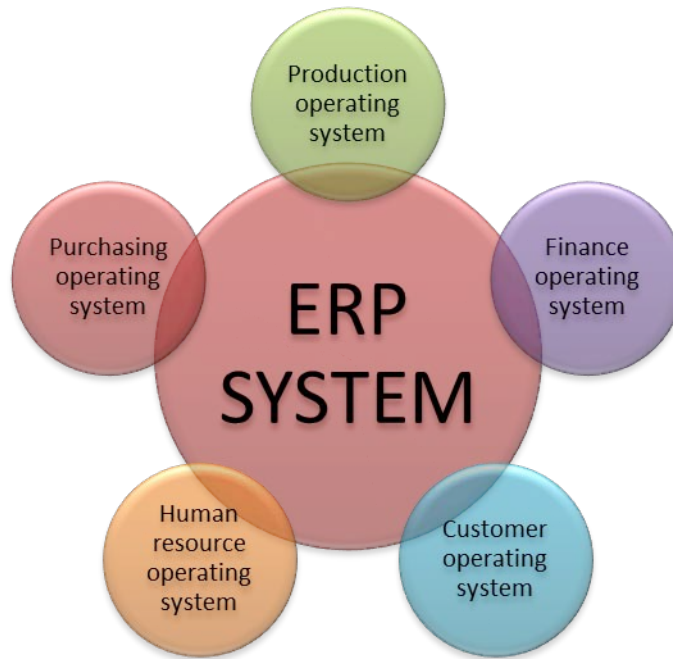 Production
operating
system
Purchasing
operating
system
Finance
operating
system
ERP
SYSTEM
Human
resource
operating
system
Customer
operating
system